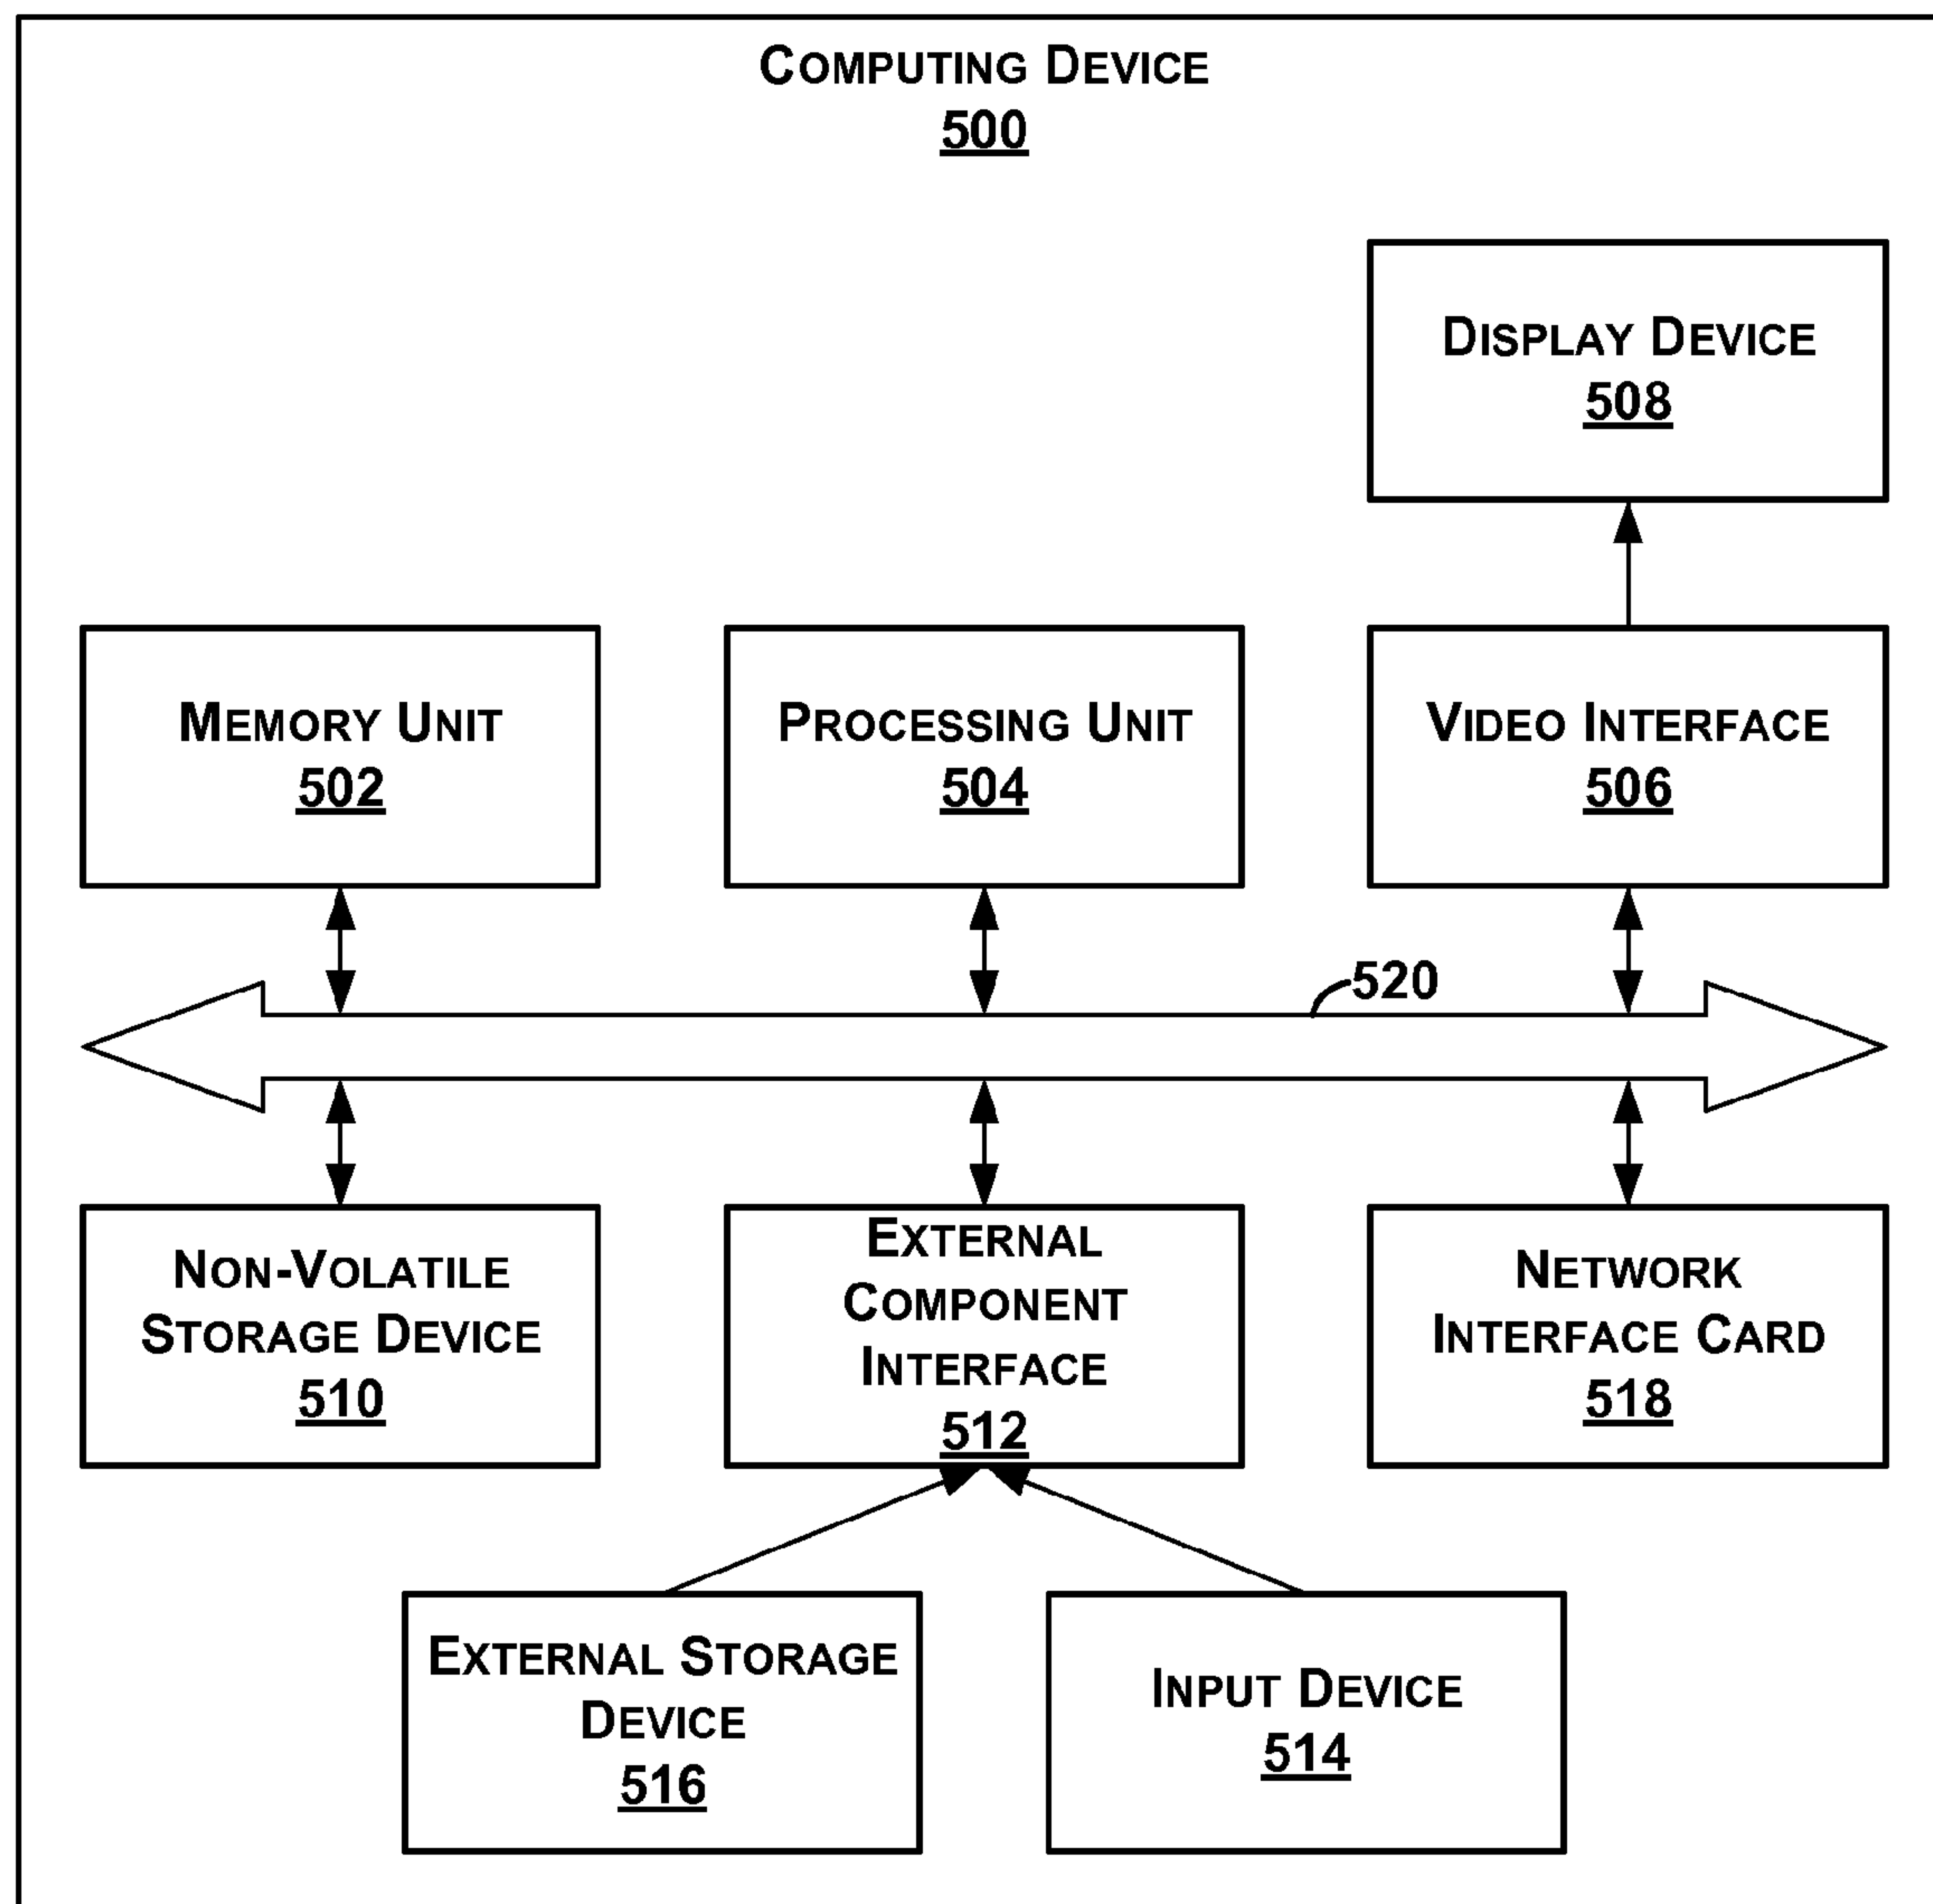 COMPUTING DEVICE
500
DISPLAY DEVICE
508
MEMORY UNIT
502
PROCESSING UNIT
504
VIDEO INTERFACE
506
520
NON-VOLATILE
STORAGE DEVICE
510
EXTERNAL
COMPONENT
INTERFACE
512
NETWORK
INTERFACE CARD
518
EXTERNAL STORAGE
DEVICE
516
INPUT DEVICE
514